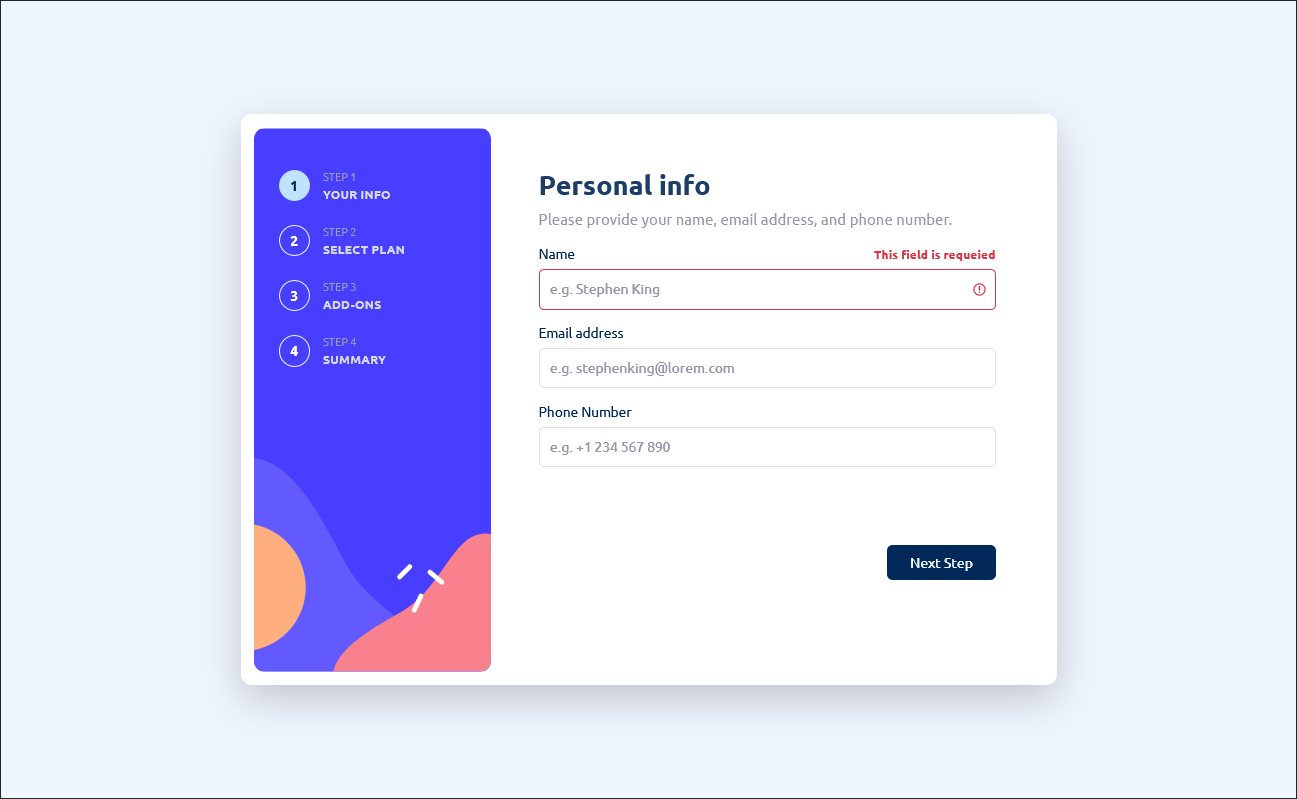 1
STEP 1
YOUR INFO
2
STEP 2
SELECT PLAN
3
STEP 3
ADD-ONS
4
STEP 4
SUMMARY
Personal info
Please provide your name, email address, and phone number.
Name
This field is requeied
e.g. Stephen King
Email address
e.g. stephenking@lorem.com
Phone Number
e.g. +1 234 567 890
Next Step